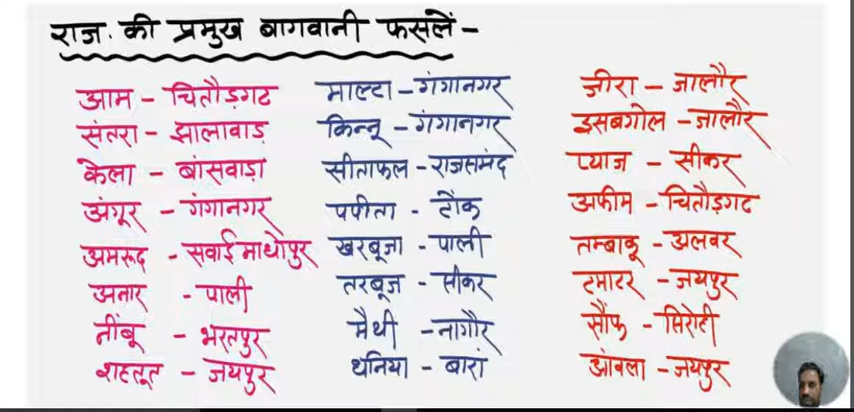 राज. की प्रमुख बागवानी फसलें -
आम - चितौड़गढ
संतरा - झालावाड़
केला - बांसवाड़ा
अंगूर - गंगानगर
अमरूद - सवाई माधोपुर
अनार - पाली
नींबू - भरतपुर
शहतूत - जयपुर
माल्टा - गंगानगर
किन्नू - गंगानगर
सीताफल - राजसमंद
पपीता - टोंक
खरबूजा - पाली
तरबूज - सीकर
मैथी - नागौर
धनिया - बारां
जीरा - जालौर
इसबगोल - जालौर
प्याज - सीकर
अफीम - चितौड़गढ
तम्बाकू - अलवर
टमाटर - जयपुर
सौंफ - सिरोही
आंवला - जयपुर